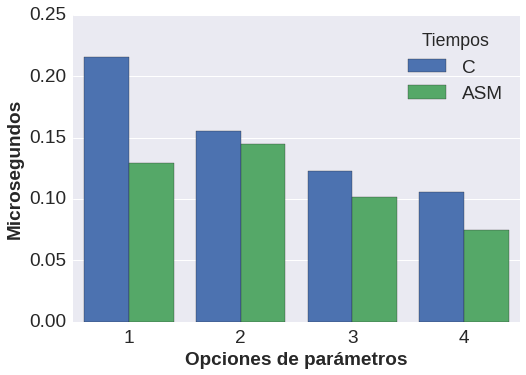 0.25
0.20
0.15
0.10
0.05
0.00
Microsegundos
Tiempos
C
ASM
1 2 3 4
Opciones de parámetros